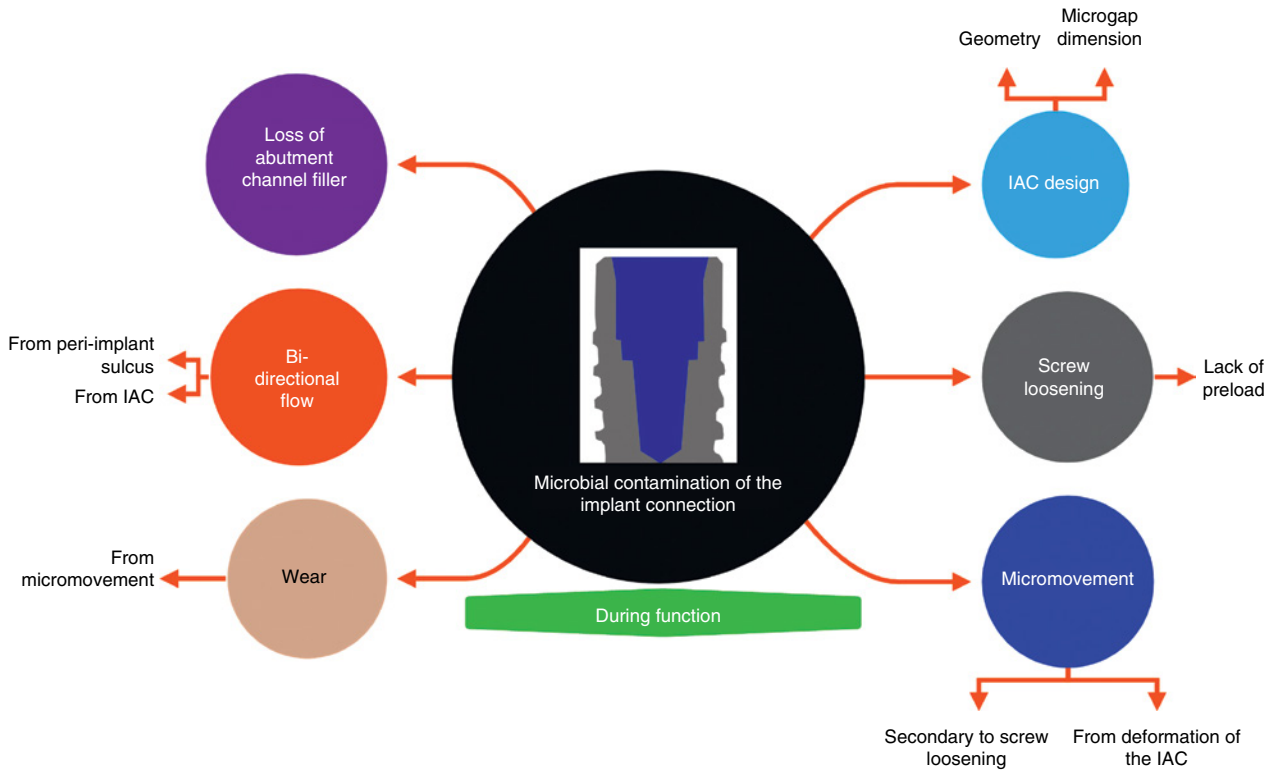 Geometry
Microgap
dimension
Loss of
abutment
channel filler
IAC design
From peri-implant
sulcus
From IAC
Bi-
directional
flow
Screw
loosening
Lack of
preload
Microbial contamination of the
implant connection
From
micromovement
Wear
Micromovement
During function
Secondary to screw
loosening
From deformation of
the IAC